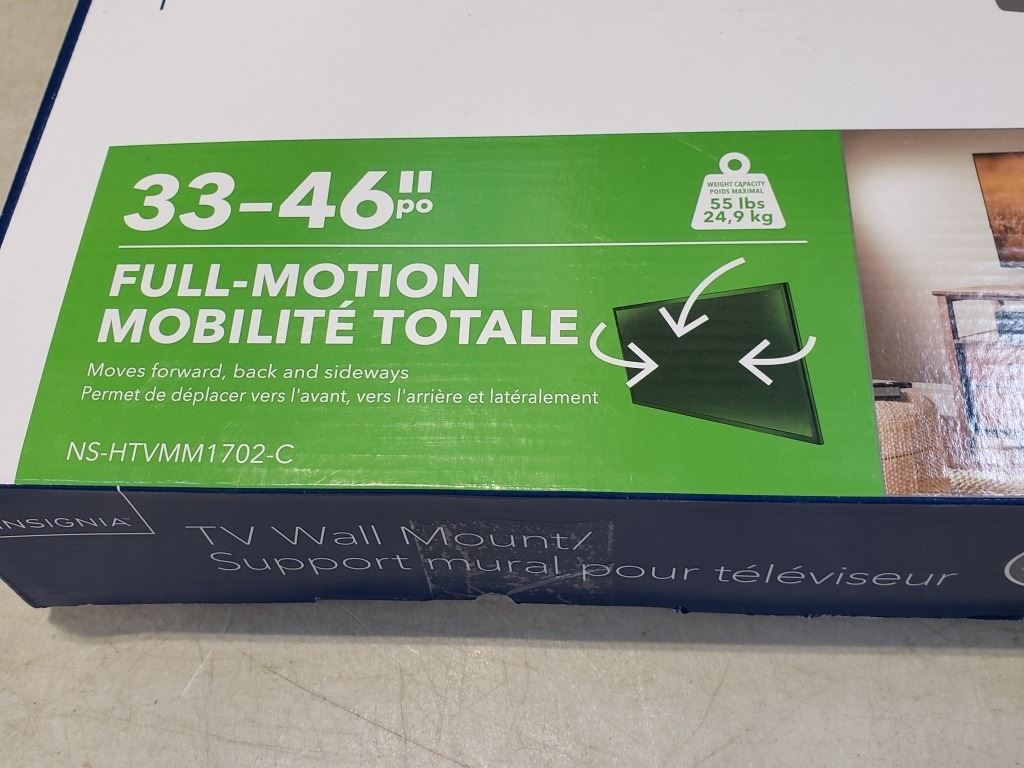 33-46"
po
WEIGHT CAPACITY
POIDS MAXIMAL
55 lbs
24,9 kg
FULL-MOTION
MOBILITÉ TOTALE
Moves forward, back and sideways
Permet de déplacer vers l'avant, vers l'arrière et latéralement
NS-HTVMM1702-C
INSIGNIA
TV Wall Mount/
Support mural pour téléviseur